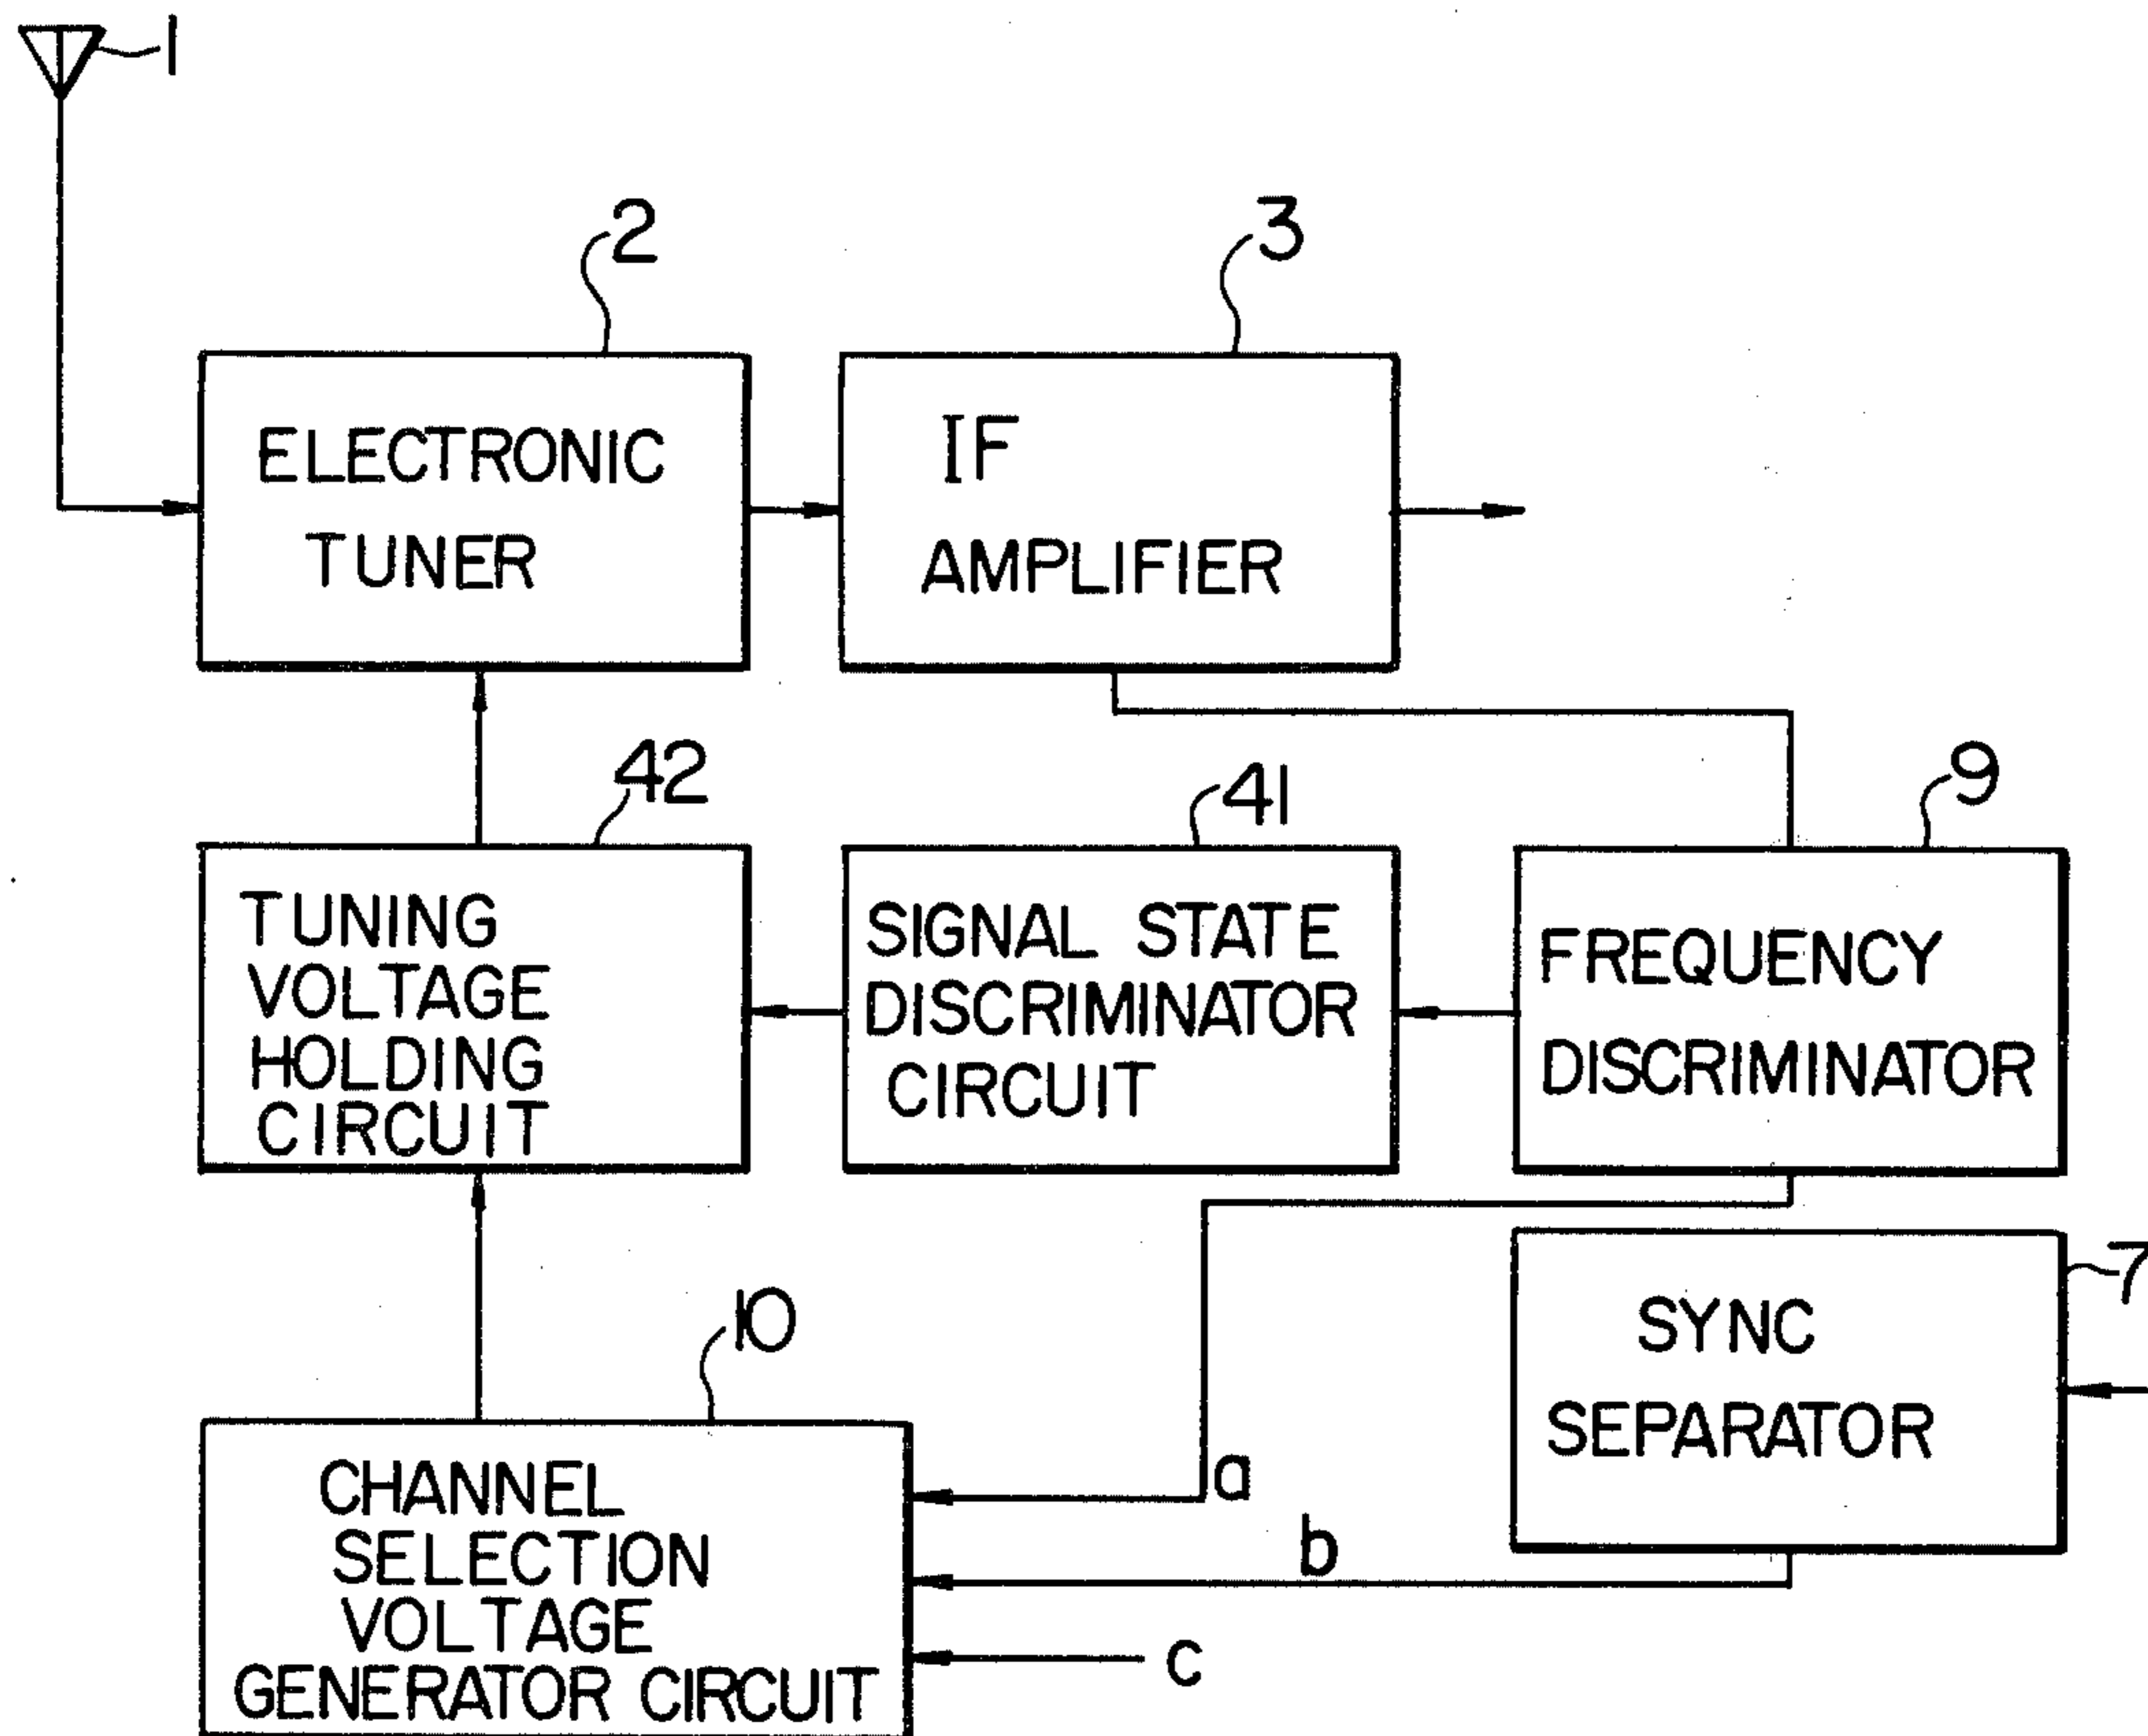 1
2
3
ELECTRONIC
TUNER
IF
AMPLIFIER
42
41
9
TUNING
VOLTAGE
HOLDING
CIRCUIT
SIGNAL STATE
DISCRIMINATOR
CIRCUIT
FREQUENCY
DISCRIMINATOR
7
10
SYNC
SEPARATOR
CHANNEL
SELECTION
VOLTAGE
GENERATOR CIRCUIT
a
b
c